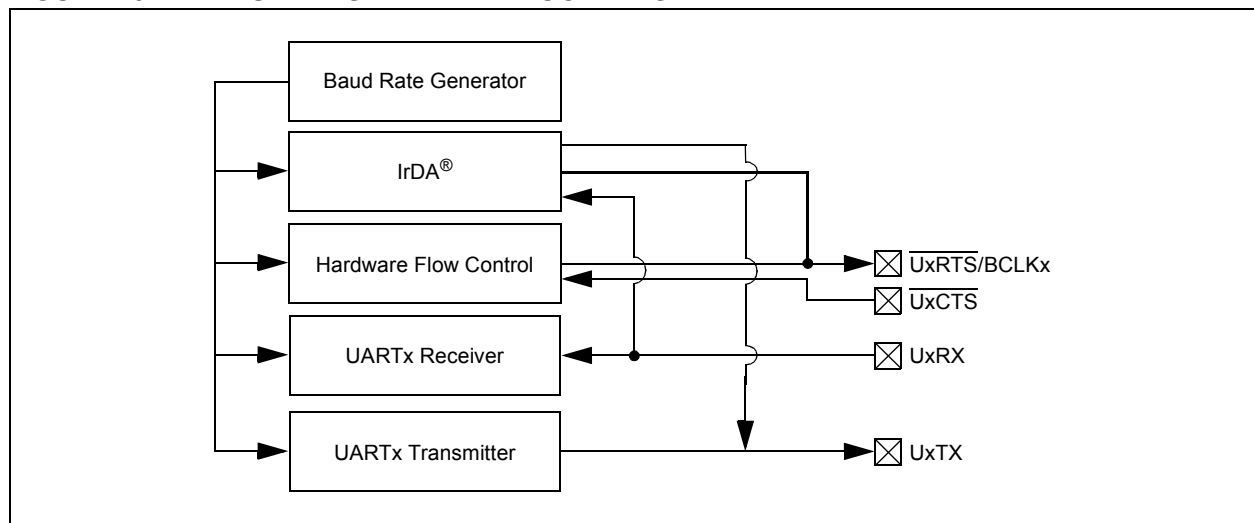 Baud Rate Generator
IrDA®
Hardware Flow Control
UxRTS/BCLKx
UxCTS
UARTx Receiver
UxRX
UARTx Transmitter
UxTX